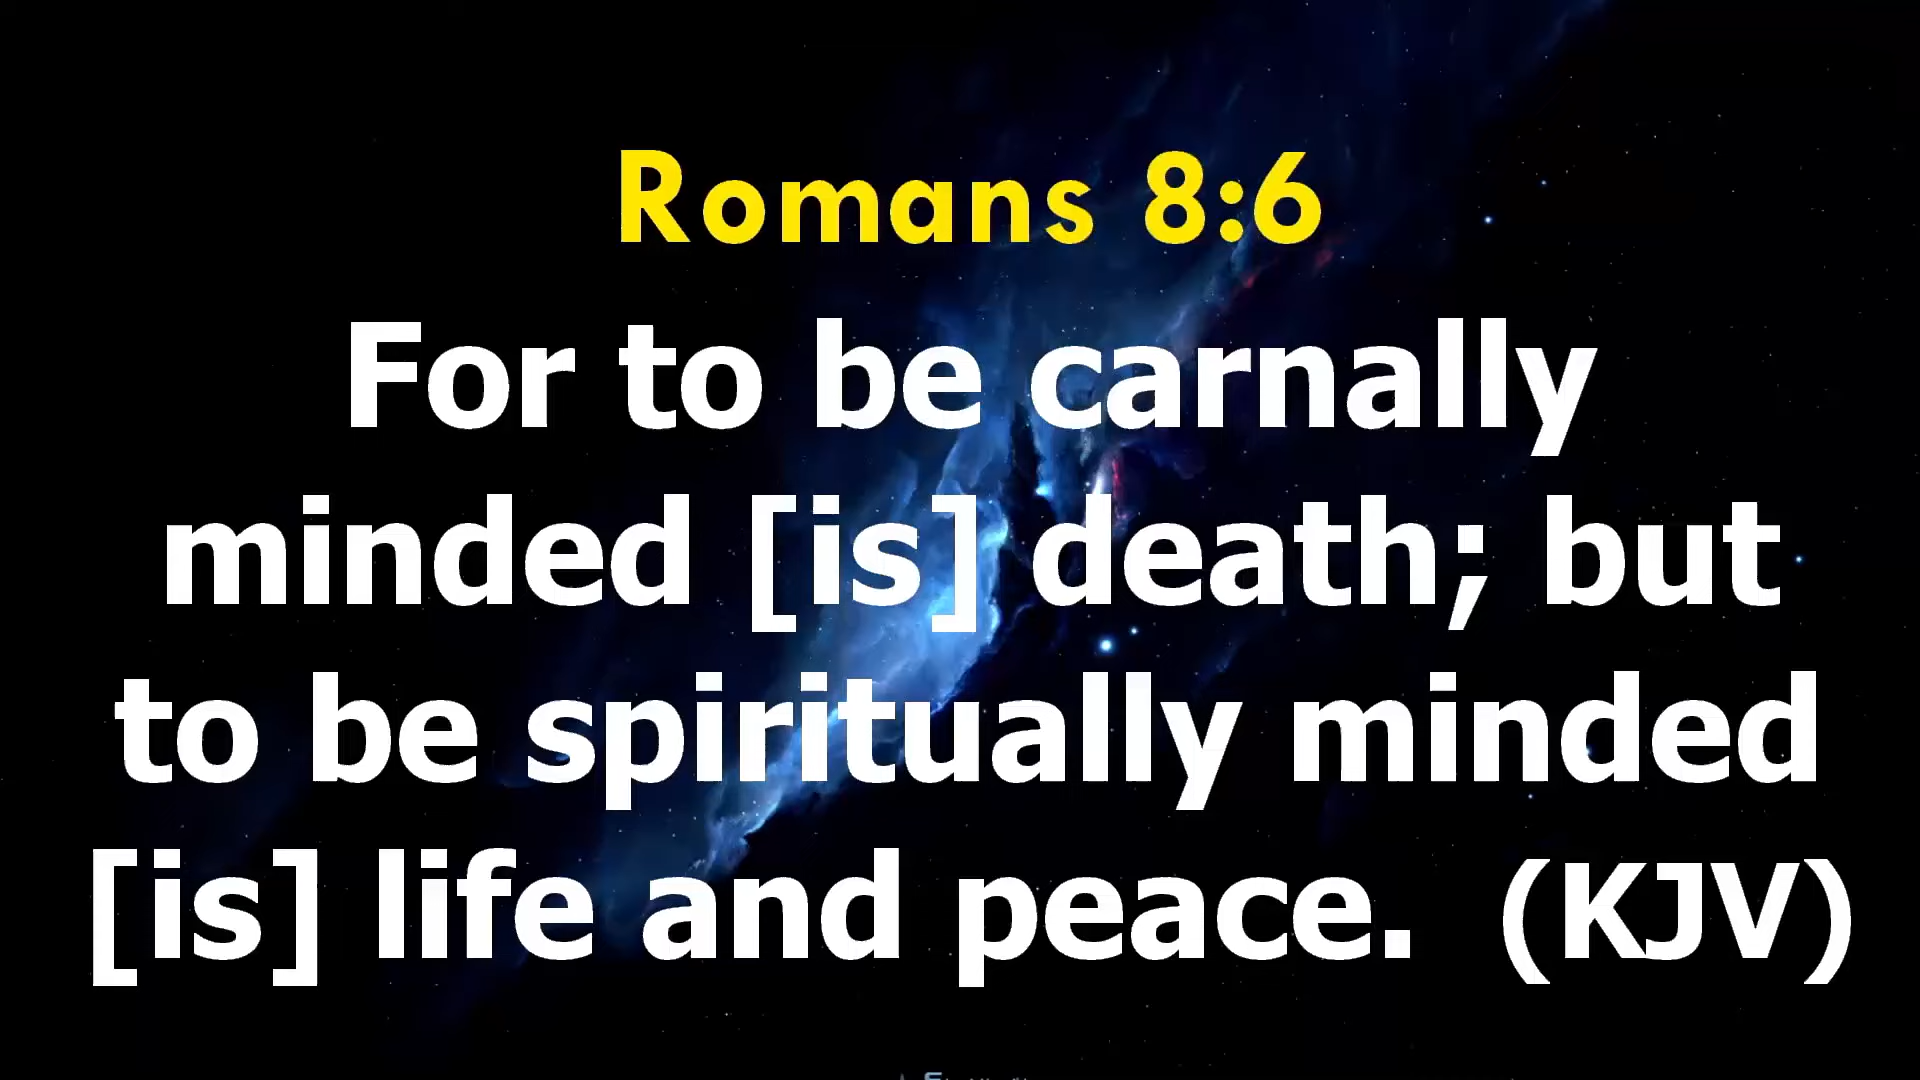 Romans 8:6
For to be carnally
minded [is] death; but
to be spiritually minded
[is] life and peace. (KJV)